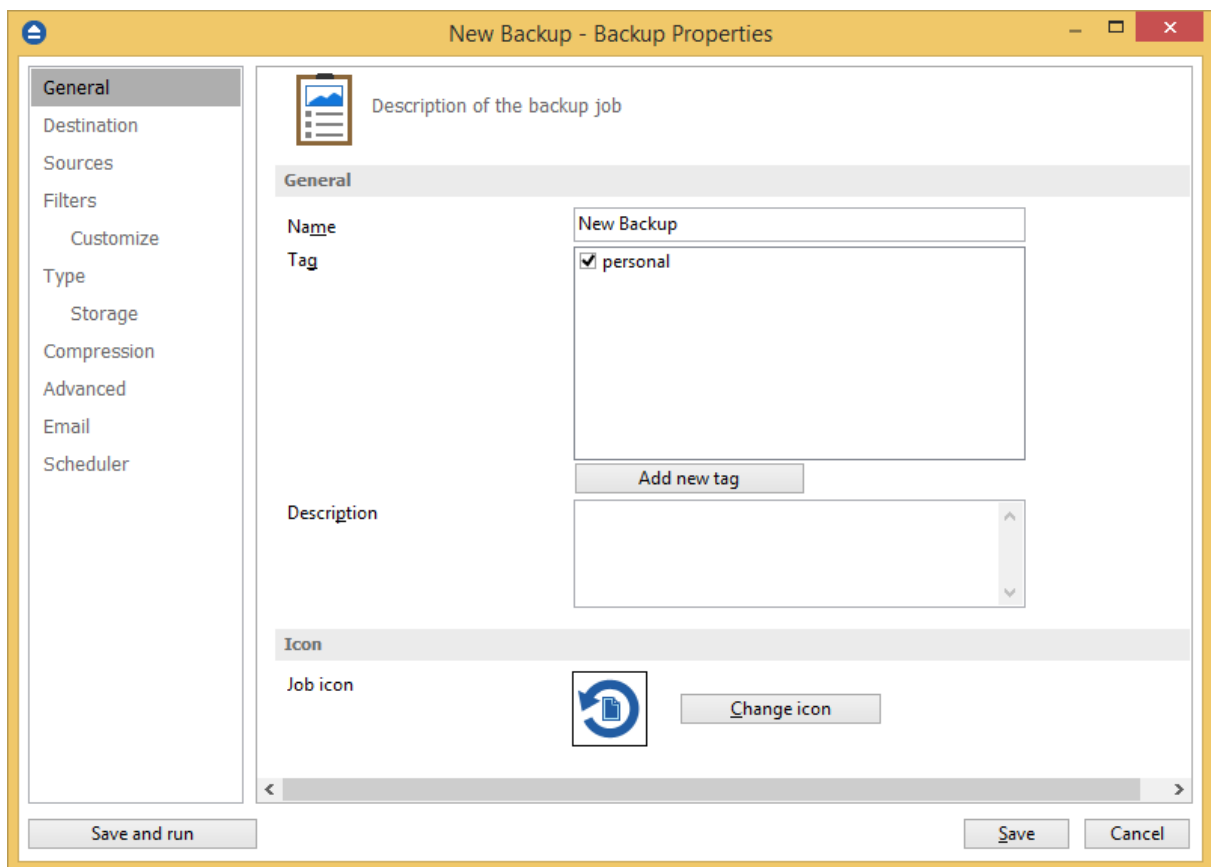 New Backup - Backup Properties
General
Destination
Sources
Filters
Customize
Type
Storage
Compression
Advanced
Email
Scheduler
Description of the backup job
General
Name
New Backup
Tag
personal
Add new tag
Description
Icon
Job icon
Change icon
Save and run
Save
Cancel